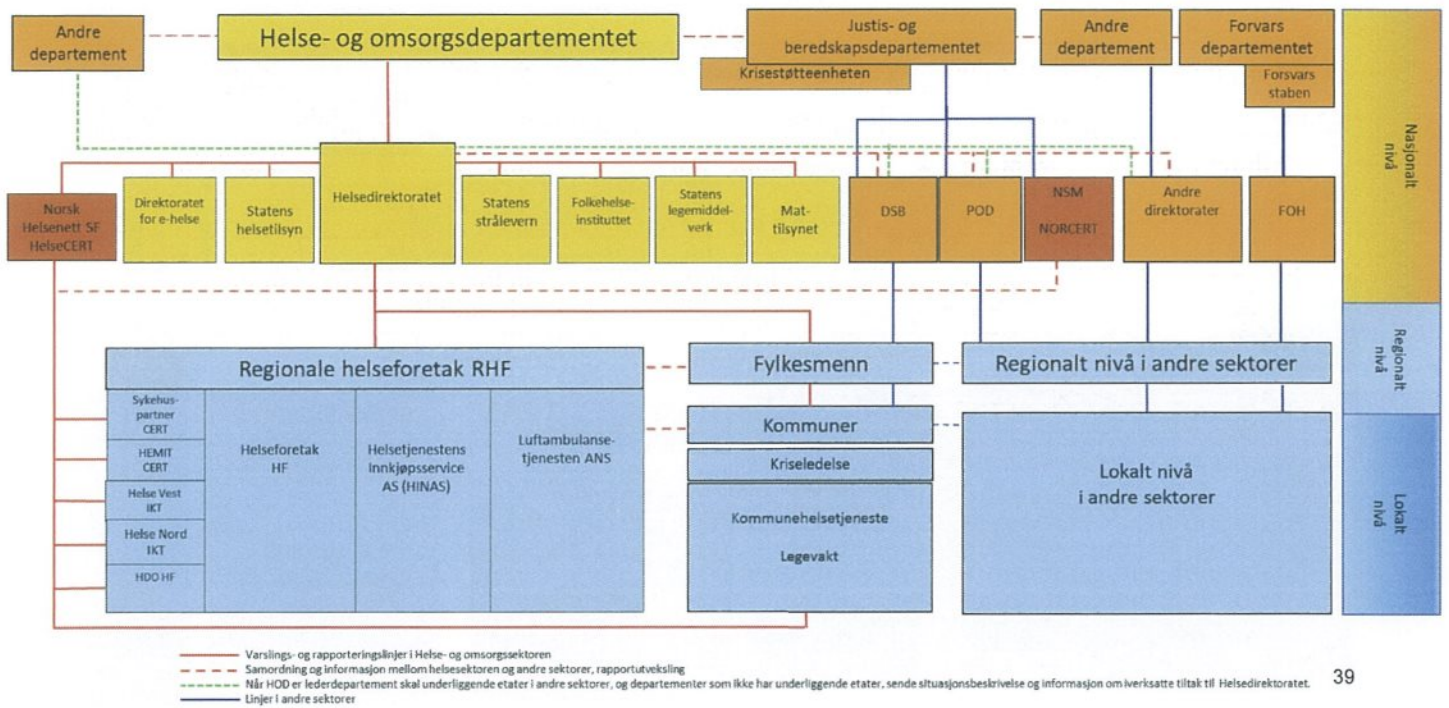 Andre
departement
Helse- og omsorgsdepartementet
Justis- og
beredskapsdepartementet
Krisestøtteenheten
Andre
departement
Forvars
departementet
Forsvars
staben
Nasjonalt
nivå
Norsk
Helsenett SF
HelseCERT
Direktoratet
for e-helse
Statens
helsetilsyn
Helsedirektoratet
Statens
strålevern
Folkehelse-
instituttet
Statens
legemiddel-
verk
Mat-
tilsynet
DSB
POD
NSM
NORCERT
Andre
direktorater
FOH
Regionalt
nivå
Regionale helseforetak RHF
Fylkesmenn
Regionalt nivå i andre sektorer
Sykehus-
partner
CERT
HEMIT
CERT
Helse Vest
IKT
Helse Nord
IKT
HDO HF
Helseforetak
HF
Helsetjenestens
Innkjøpsservice
AS (HINAS)
Luftambulanse-
tjenesten ANS
Kommuner
Kriseledelse
Kommunehelsetjeneste
Legevakt
Lokalt nivå
i andre sektorer
Lokalt
nivå
Varslings- og rapporteringslinjer i Helse- og omsorgssektoren
Samordning og informasjon mellom helsesektoren og andre sektorer, rapportutveksling
Når HOD er lederdepartement skal underliggende etater i andre sektorer, og departementer som ikke har underliggende etater, sende situasjonsbeskrivelse og informasjon om iverksatte tiltak til Helsedirektoratet.
Linjer i andre sektorer
39